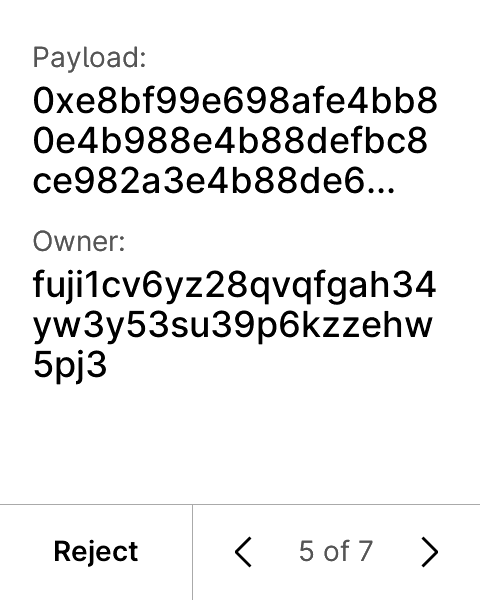 Payload:
0xe8bf99e698afe4bb8
0e4b988e4b88defbc8
ce982a3e4b88de6...
Owner:
fuji1cv6yz28qvqfgah34
yw3y53su39p6kzzehw
5pj3
Reject
5 of 7